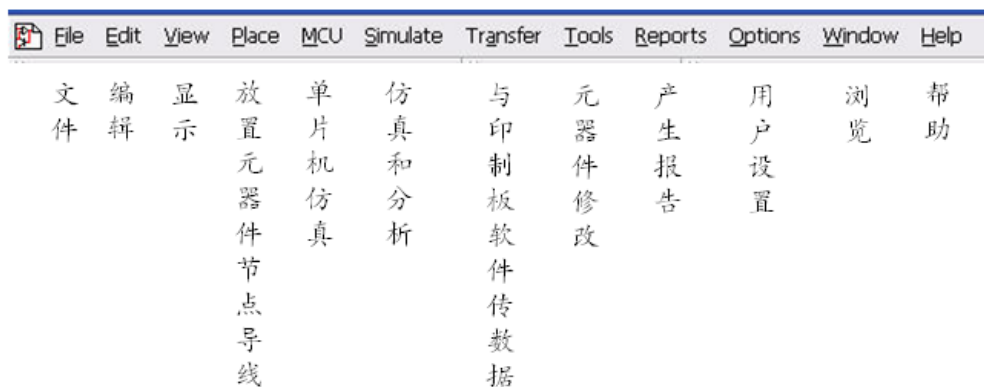 File Edit View Place MCU Simulate Transfer Tools Reports Options Window Help
文件
编辑
显示
放置元器件节点导线
单片机仿真
仿真和分析
与印制板软件传数据
元器件修改
产生报告
用户设置
浏览
帮助